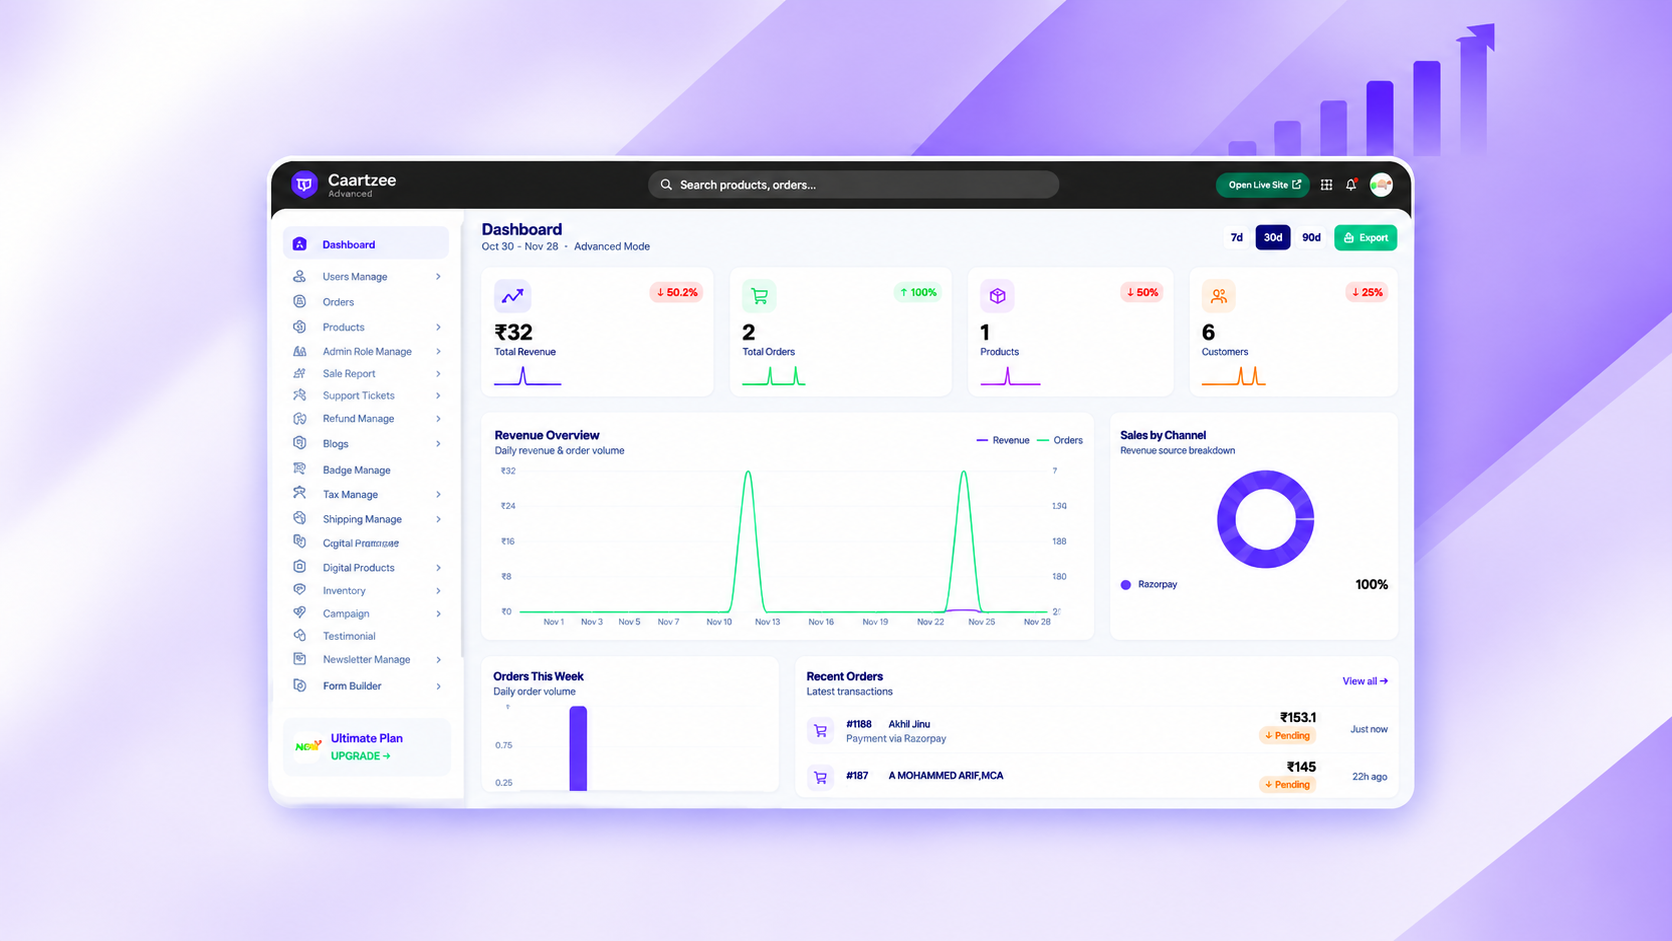 Caartzee
Advanced
Search products, orders...
Open Live Site
Dashboard
Users Manage
Orders
Products
Admin Role Manage
Sale Report
Support Tickets
Refund Manage
Blogs
Badge Manage
Tax Manage
Shipping Manage
Digital Products
Inventory
Campaign
Testimonial
Newsletter Manage
Form Builder
Ultimate Plan
UPGRADE →
Dashboard
Oct 30 - Nov 28 · Advanced Mode
7d 30d 90d Export
↓ 50.2%
₹32
Total Revenue
↑ 100%
2
Total Orders
↓ 50%
1
Products
↓ 25%
6
Customers
Revenue Overview
Daily revenue & order volume
Revenue Orders
₹32
₹24
₹16
₹8
₹0
7
188
180
Nov 1 Nov 3 Nov 5 Nov 7 Nov 10 Nov 13 Nov 16 Nov 19 Nov 22 Nov 25 Nov 28
Sales by Channel
Revenue source breakdown
Razorpay 100%
Orders This Week
Daily order volume
0.75
0.25
Recent Orders
Latest transactions
View all →
#1188 Akhil Jinu
Payment via Razorpay
₹153.1
↓ Pending
Just now
#187 A MOHAMMED ARIF,MCA
₹145
↓ Pending
22h ago